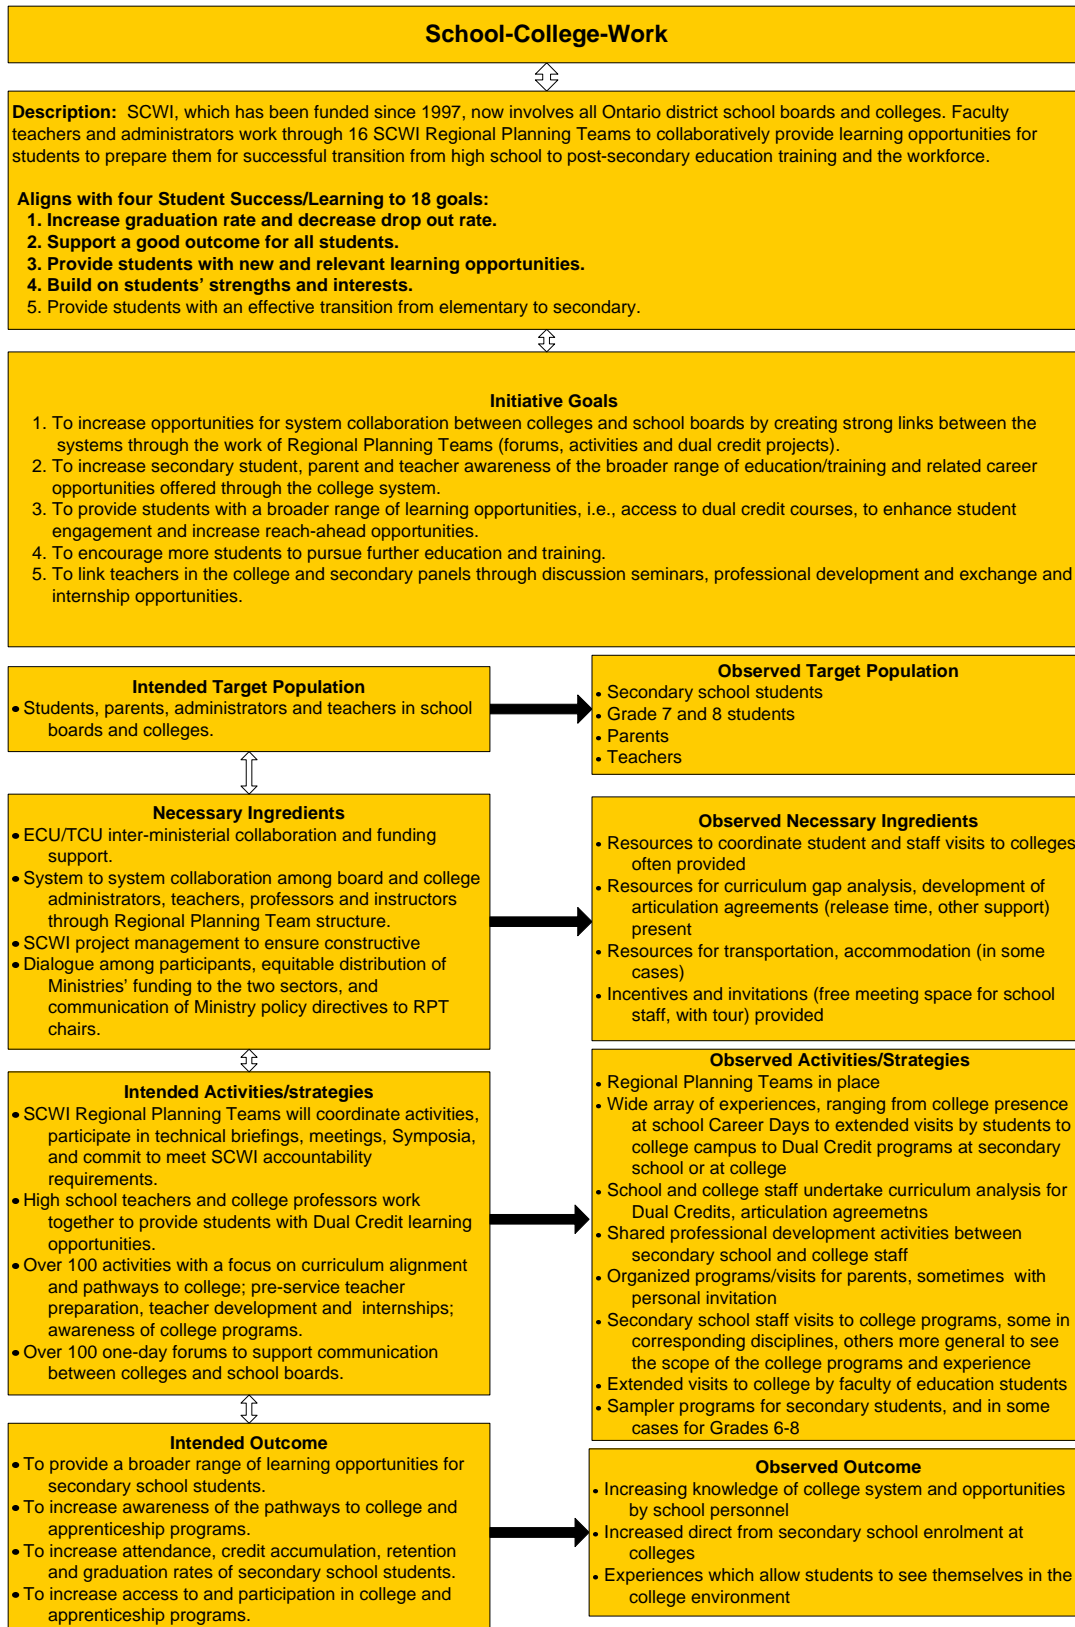 School-College-Work
Description:  SCWI, which has been funded since 1997, now involves all Ontario district school boards and colleges. Faculty
teachers and administrators work through 16 SCWI Regional Planning Teams to collaboratively provide learning opportunities for
students to prepare them for successful transition from high school to post-secondary education training and the workforce.
Aligns with four Student Success/Learning to 18 goals:
1. Increase graduation rate and decrease drop out rate.
2. Support a good outcome for all students.
3. Provide students with new and relevant learning opportunities.
4. Build on students’ strengths and interests.
5. Provide students with an effective transition from elementary to secondary.
Initiative Goals
1. To increase opportunities for system collaboration between colleges and school boards by creating strong links between the
systems through the work of Regional Planning Teams (forums, activities and dual credit projects).
2. To increase secondary student, parent and teacher awareness of the broader range of education/training and related career
opportunities offered through the college system.
3. To provide students with a broader range of learning opportunities, i.e., access to dual credit courses, to enhance student
engagement and increase reach-ahead opportunities.
4. To encourage more students to pursue further education and training.
5. To link teachers in the college and secondary panels through discussion seminars, professional development and exchange and
internship opportunities.
Intended Target Population
• Students, parents, administrators and teachers in school
boards and colleges.
Observed Target Population
• Secondary school students
• Grade 7 and 8 students
• Parents
• Teachers
Necessary Ingredients
• ECU/TCU inter-ministerial collaboration and funding
support.
• System to system collaboration among board and college
administrators, teachers, professors and instructors
through Regional Planning Team structure.
• SCWI project management to ensure constructive
• Dialogue among participants, equitable distribution of
Ministries’ funding to the two sectors, and
communication of Ministry policy directives to RPT
chairs.
Observed Necessary Ingredients
• Resources to coordinate student and staff visits to colleges
often provided
• Resources for curriculum gap analysis, development of
articulation agreements (release time, other support)
present
• Resources for transportation, accommodation (in some
cases)
• Incentives and invitations (free meeting space for school
staff, with tour) provided
Intended Activities/strategies
• SCWI Regional Planning Teams will coordinate activities,
participate in technical briefings, meetings, Symposia,
and commit to meet SCWI accountability
requirements.
• High school teachers and college professors work
together to provide students with Dual Credit learning
opportunities.
• Over 100 activities with a focus on curriculum alignment
and pathways to college; pre-service teacher
preparation, teacher development and  internships;
awareness of college programs.
• Over 100 one-day forums to support communication
between colleges and school boards.
Observed Activities/Strategies
• Regional Planning Teams in place
• Wide array of experiences, ranging from college presence
at school Career Days to extended visits by students to
college campus to Dual Credit programs at secondary
school or at college
• School and college staff undertake curriculum analysis for
Dual Credits, articulation agreemetns
• Shared professional development activities between
secondary school and college staff
• Organized programs/visits for parents, sometimes  with
personal invitation
• Secondary school staff visits to college programs, some in
corresponding disciplines, others more general to see
the scope of the college programs and experience
• Extended visits to college by faculty of education students
• Sampler programs for secondary students, and in some
cases for Grades 6-8
Intended Outcome
• To provide a broader range of learning opportunities for
secondary school students.
• To increase awareness of the pathways to college and
apprenticeship programs.
• To increase attendance, credit accumulation, retention
and graduation rates of secondary school students.
• To increase access to and participation in college and
apprenticeship programs.
Observed Outcome
• Increasing knowledge of college system and opportunities
by school personnel
• Increased direct from secondary school enrolment at
colleges
• Experiences which allow students to see themselves in the
college environment